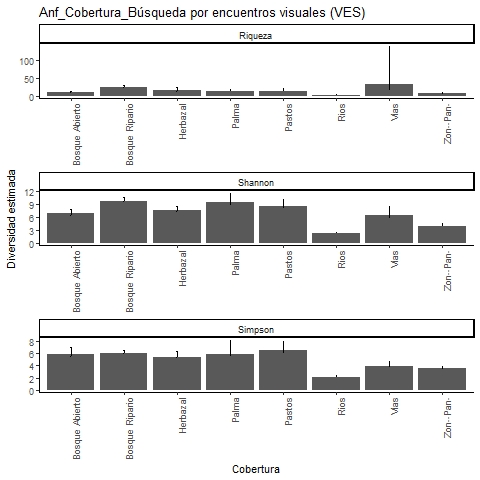 Anf_Cobertura_Búsqueda por encuentros visuales (VES)
Riqueza
100
50
0
Bosque Abierto
Bosque Ripario
Herbazal
Palma
Pastos
Rios
Vias
Zon--Pan-
Diversidad estimada
Shannon
12
9
6
3
0
Bosque Abierto
Bosque Ripario
Herbazal
Palma
Pastos
Rios
Vias
Zon--Pan-
Simpson
8
6
4
2
0
Bosque Abierto
Bosque Ripario
Herbazal
Palma
Pastos
Rios
Vias
Zon--Pan-
Cobertura